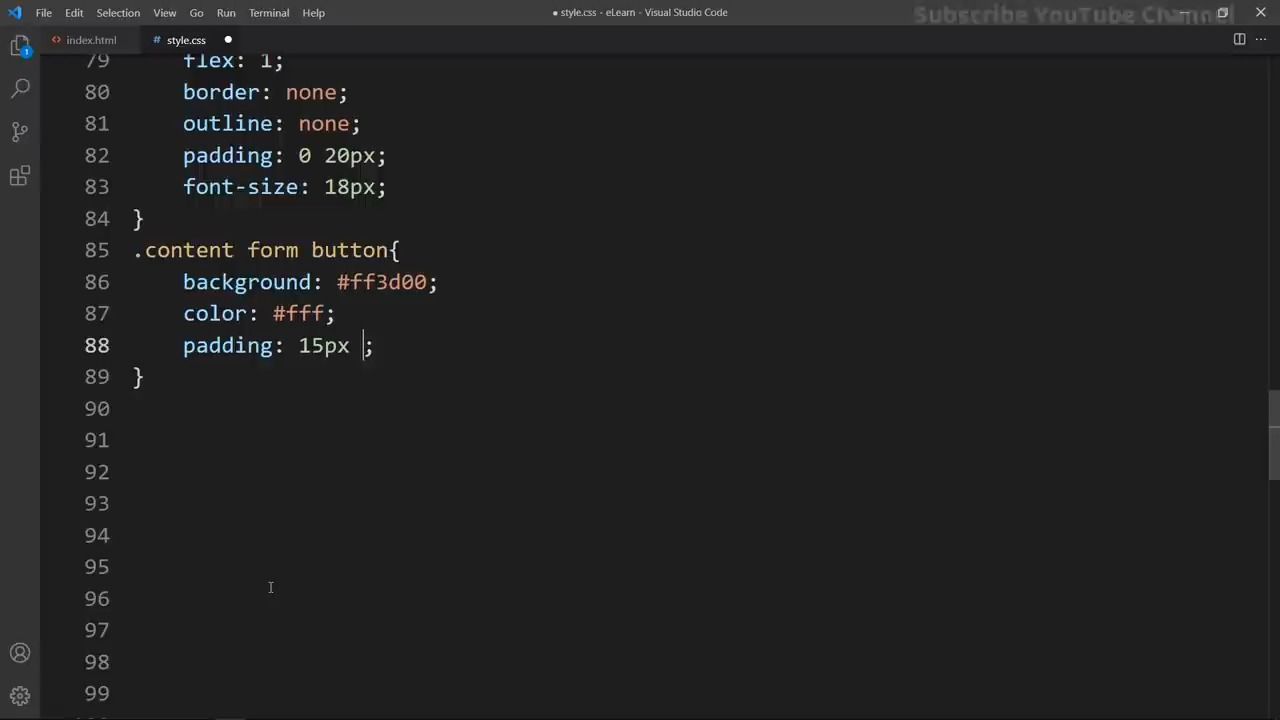 File Edit Selection View Go Run Terminal Help ● style.css - eLearn - Visual Studio Code Subscribe YouTube Channel
<> index.html # style.css ●
1
79 flex: 1;
80 border: none;
81 outline: none;
82 padding: 0 20px;
83 font-size: 18px;
84 }
85 .content form button{
86 background: #ff3d00;
87 color: #fff;
88 padding: 15px ;
89 }
90
91
92
93
94
95
96
97
98
99